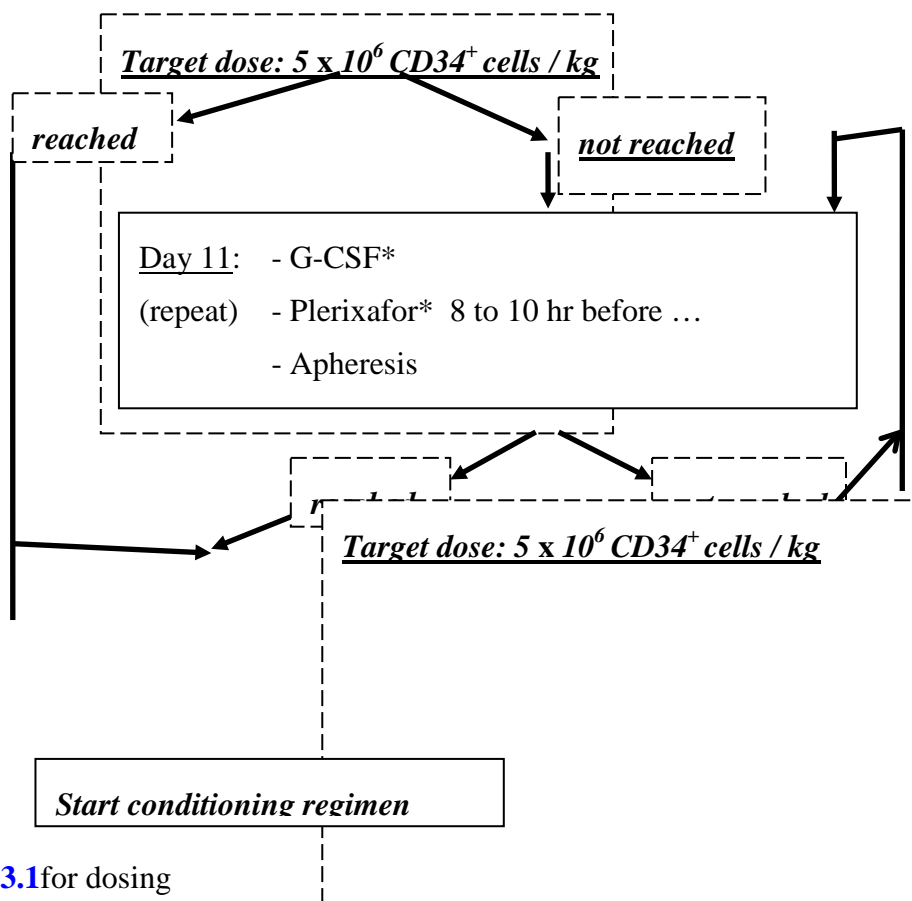 Target dose: 5 x 10⁶ CD34⁺ cells / kg
reached
not reached
Day 11: - G-CSF*
(repeat) - Plerixafor* 8 to 10 hr before …
- Apheresis
Target dose: 5 x 10⁶ CD34⁺ cells / kg
Start conditioning regimen
3.1for dosing